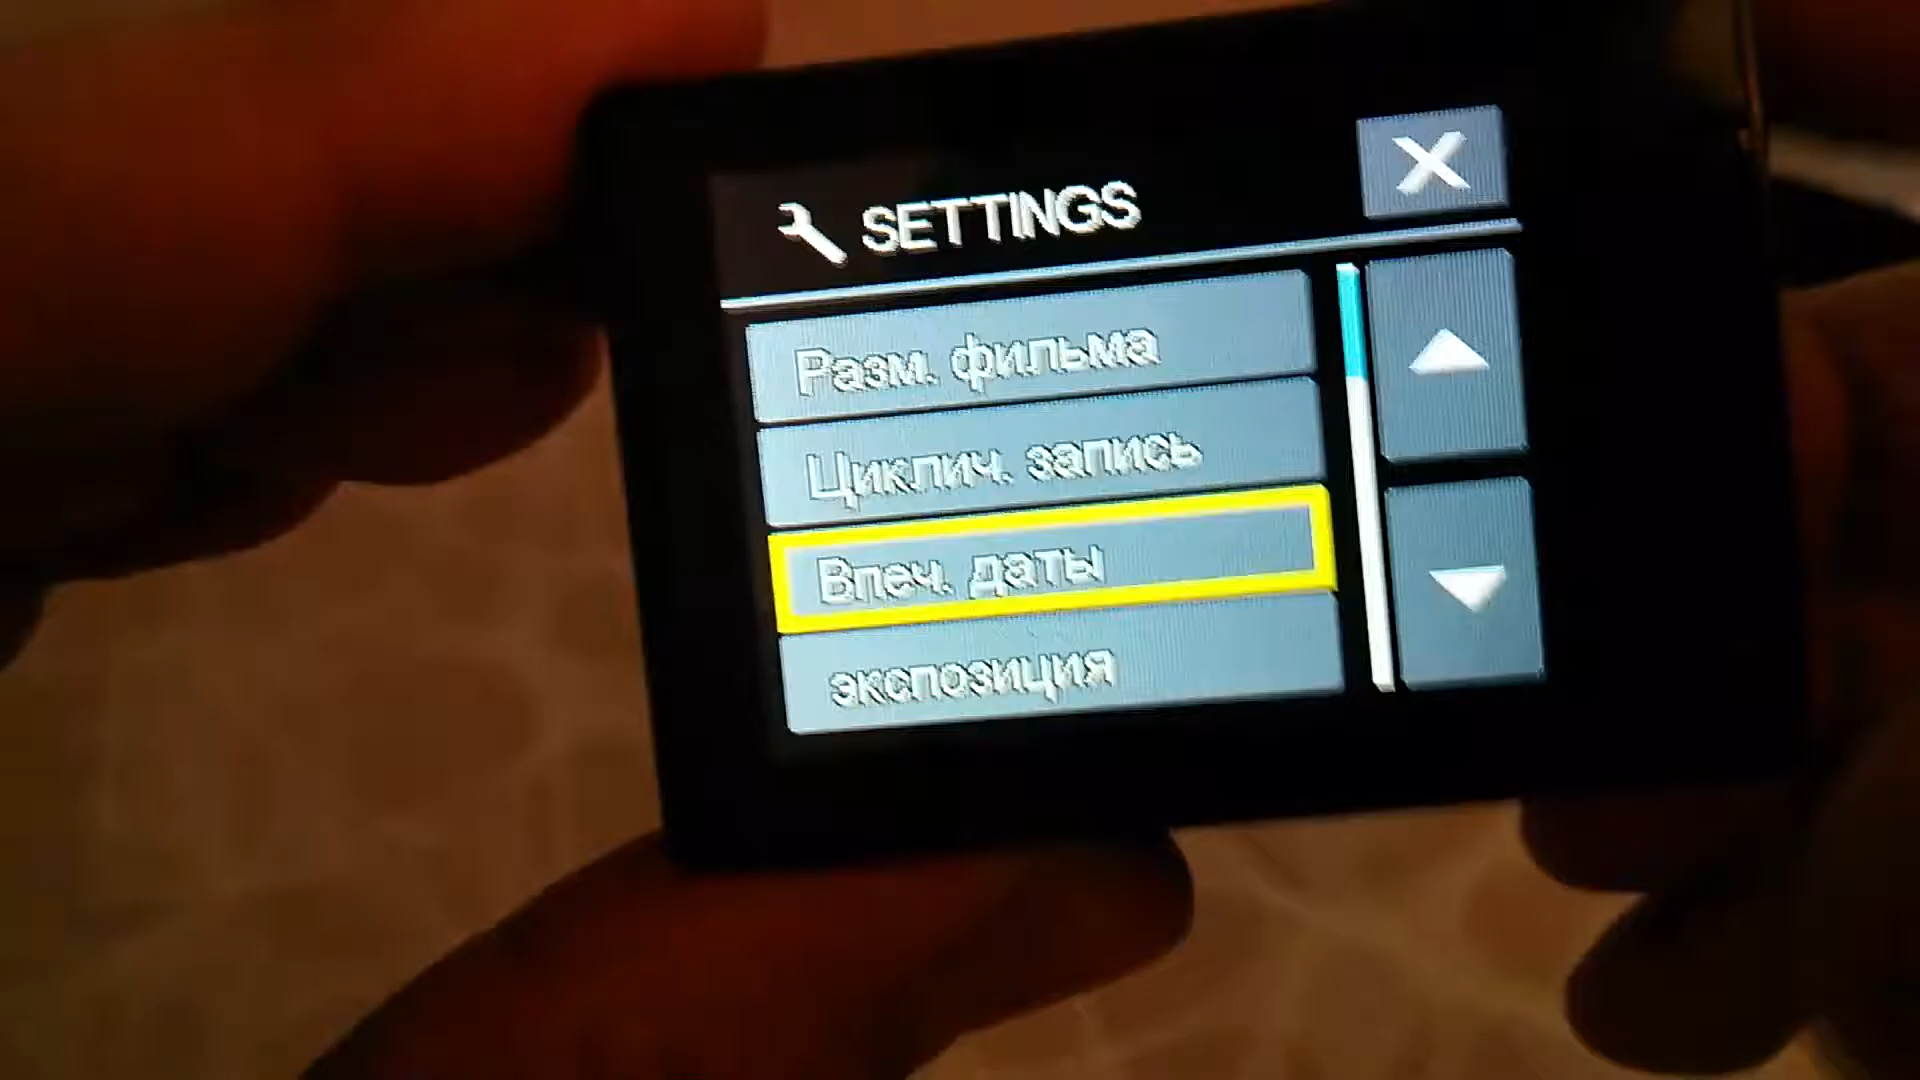 SETTINGS
Разм. фильма
Циклич. запись
Впеч. даты
экспозиция